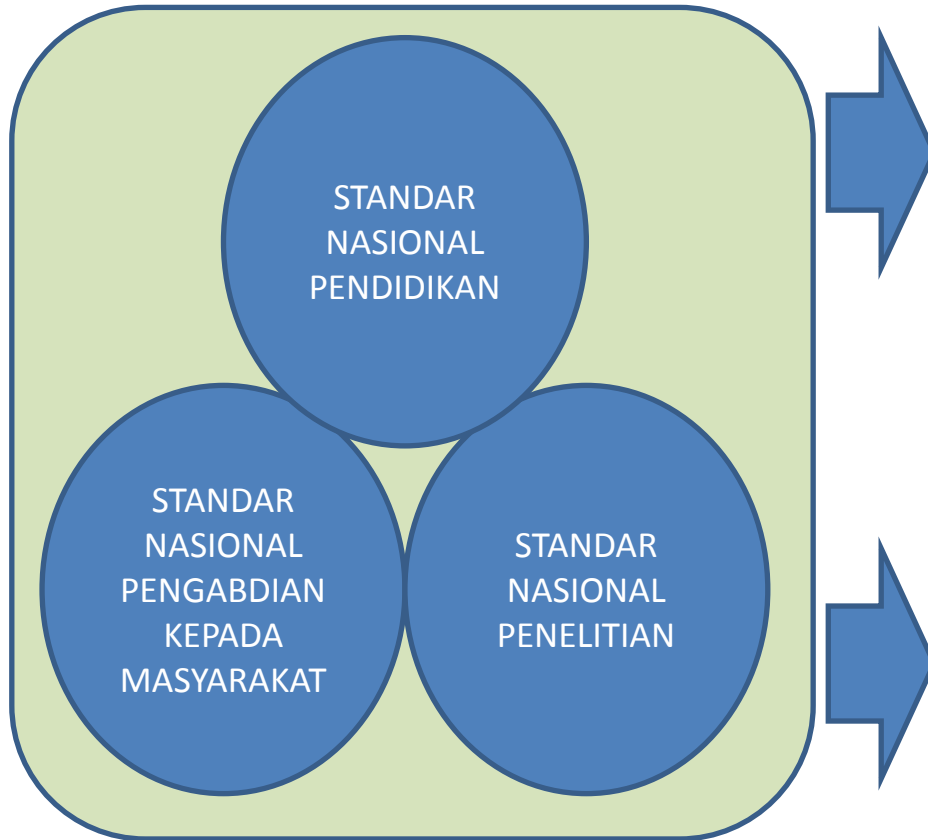 STANDAR
NASIONAL
PENDIDIKAN
STANDAR
NASIONAL
PENGABDIAN
KEPADA
MASYARAKAT
STANDAR
NASIONAL
PENELITIAN